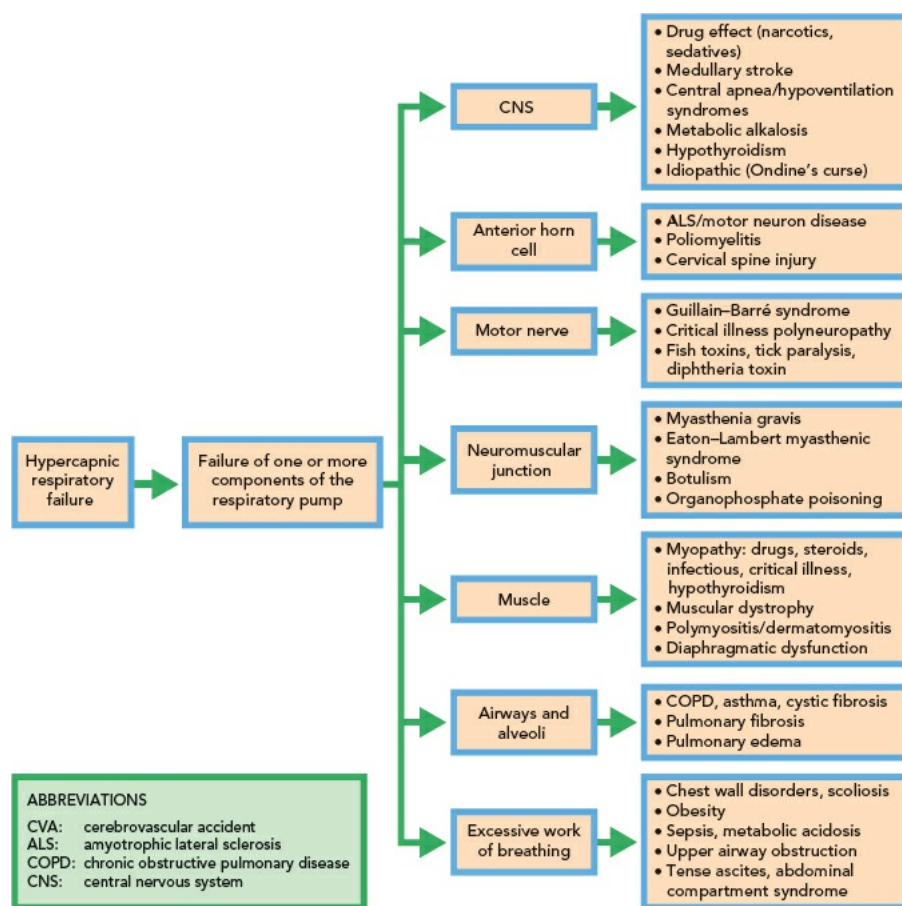 Hypercapnic
respiratory
failure
Failure of one or more
components of the
respiratory pump
CNS
• Drug effect (narcotics,
sedatives)
• Medullary stroke
• Central apnea/hypoventilation
syndromes
• Metabolic alkalosis
• Hypothyroidism
• Idiopathic (Ondine's curse)
Anterior horn
cell
• ALS/motor neuron disease
• Poliomyelitis
• Cervical spine injury
Motor nerve
• Guillain–Barré syndrome
• Critical illness polyneuropathy
• Fish toxins, tick paralysis,
diphtheria toxin
Neuromuscular
junction
• Myasthenia gravis
• Eaton–Lambert myasthenic
syndrome
• Botulism
• Organophosphate poisoning
Muscle
• Myopathy: drugs, steroids,
infectious, critical illness,
hypothyroidism
• Muscular dystrophy
• Polymyositis/dermatomyositis
• Diaphragmatic dysfunction
Airways and
alveoli
• COPD, asthma, cystic fibrosis
• Pulmonary fibrosis
• Pulmonary edema
Excessive work
of breathing
• Chest wall disorders, scoliosis
• Obesity
• Sepsis, metabolic acidosis
• Upper airway obstruction
• Tense ascites, abdominal
compartment syndrome
ABBREVIATIONS
CVA: cerebrovascular accident
ALS: amyotrophic lateral sclerosis
COPD: chronic obstructive pulmonary disease
CNS: central nervous system